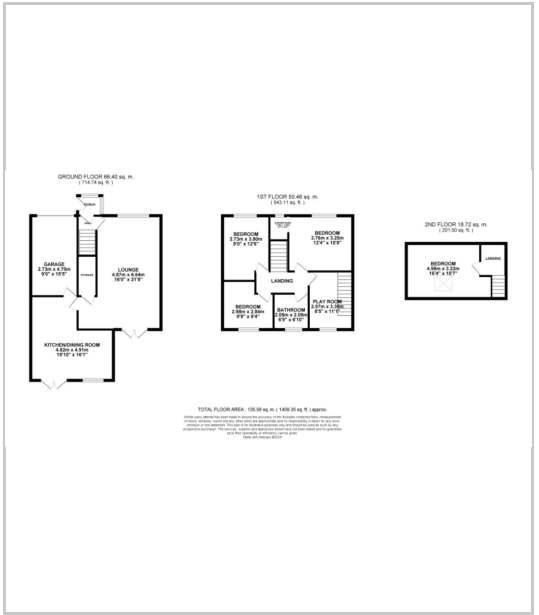 GROUND FLOOR 66.40 sq. m.
( 714.74 sq. ft.)
PORCH
GARAGE
2.73m x 4.70m
9'0" x 15'5"
LOUNGE
4.87m x 6.64m
16'0" x 21'9"
KITCHEN/DINING ROOM
4.82m x 4.91m
15'10" x 16'1"
1ST FLOOR 50.46 sq. m.
( 543.11 sq. ft.)
BEDROOM
2.73m x 3.80m
9'0" x 12'6"
BEDROOM
3.76m x 3.25m
12'4" x 10'8"
LANDING
BEDROOM
2.98m x 2.84m
9'9" x 9'4"
BATHROOM
2.05m x 2.09m
6'9" x 6'10"
PLAY ROOM
2.57m x 3.39m
8'5" x 11'1"
2ND FLOOR 18.72 sq. m.
( 201.50 sq. ft.)
BEDROOM
4.98m x 3.22m
16'4" x 10'7"
LANDING
TOTAL FLOOR AREA : 135.58 sq. m. ( 1459.35 sq. ft.) approx.